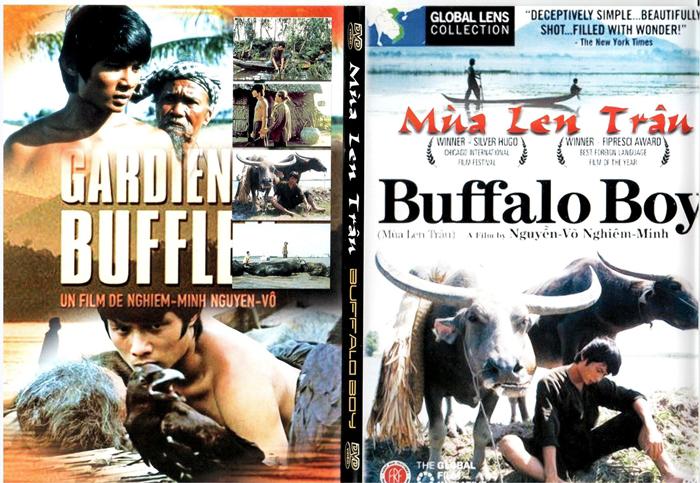 GARDIEN
BUFFLE
UN FILM DE NGHIEM-MINH NGUYEN-VÔ
DVD
Mùa Len Trâu
BUFFALO BOY
DVD
GLOBAL LENS
COLLECTION
"DECEPTIVELY SIMPLE...BEAUTIFULLY
SHOT...FILLED WITH WONDER!"
- The New York Times
Mùa Len Trâu
WINNER - SILVER HUGO
CHICAGO INTERNATIONAL
FILM FESTIVAL
WINNER - FIPRESCI AWARD
BEST FOREIGN LANGUAGE
FILM OF THE YEAR
Buffalo Boy
(Mùa Len Trâu) A Film by Nguyễn-Võ Nghiêm-Minh
FRF
THE GLOBAL
FILM